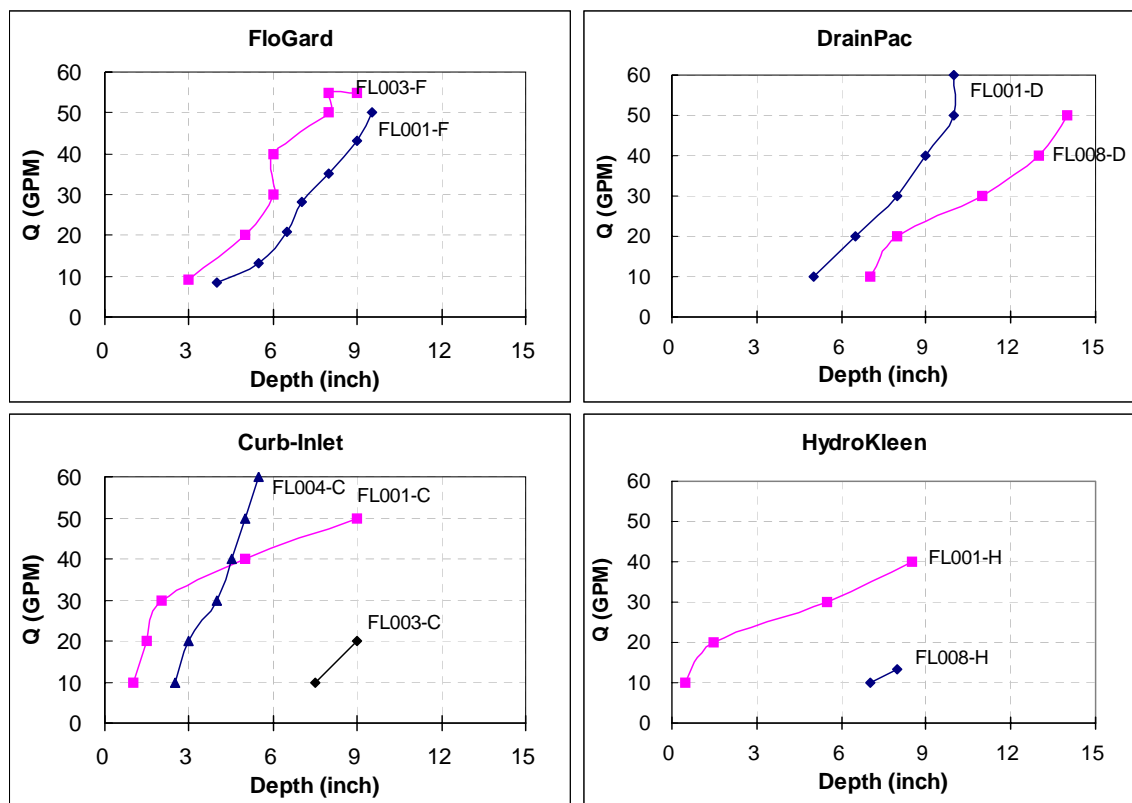 FloGard
60
50
40
30
20
10
0
Q (GPM)
FL003-F
FL001-F
0 3 6 9 12 15
Depth (inch)
DrainPac
60
50
40
30
20
10
0
Q (GPM)
FL001-D
FL008-D
0 3 6 9 12 15
Depth (inch)
Curb-Inlet
60
50
40
30
20
10
0
Q (GPM)
FL004-C
FL001-C
FL003-C
0 3 6 9 12 15
Depth (inch)
HydroKleen
60
50
40
30
20
10
0
Q (GPM)
FL001-H
FL008-H
0 3 6 9 12 15
Depth (inch)